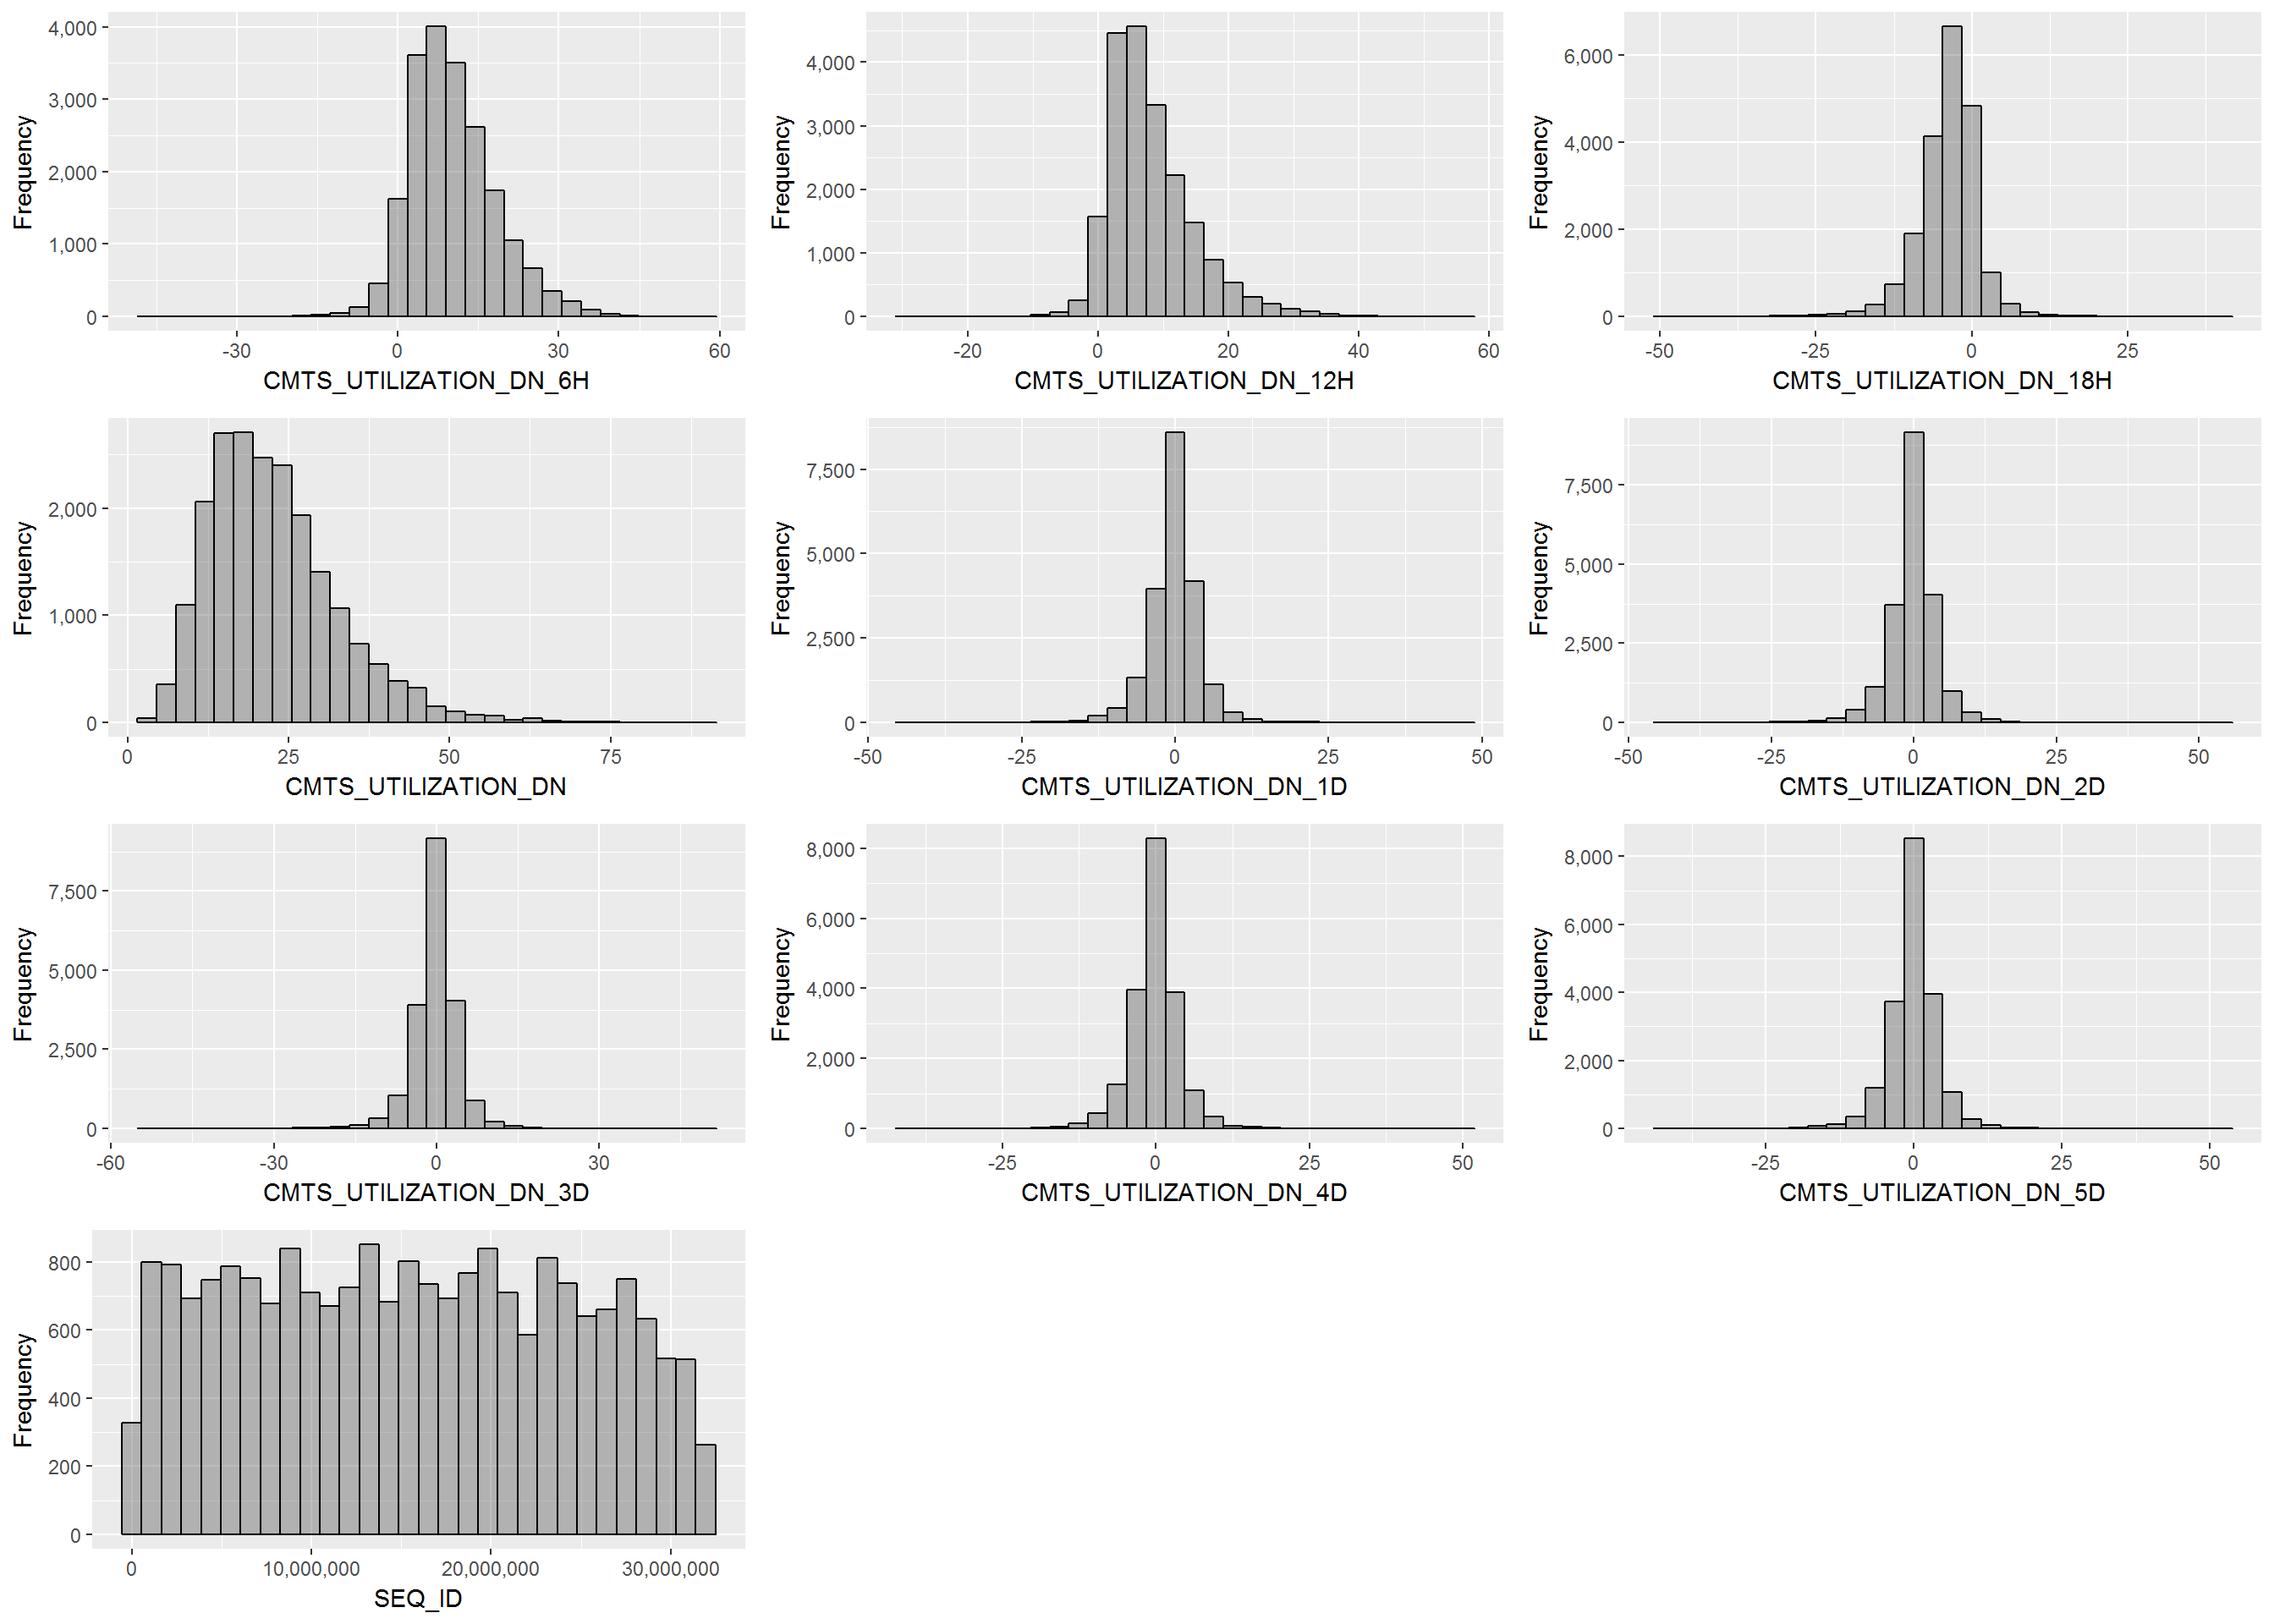 Frequency
4,000
3,000
2,000
1,000
0
-30 0 30 60
CMTS_UTILIZATION_DN_6H
Frequency
4,000
3,000
2,000
1,000
0
-20 0 20 40 60
CMTS_UTILIZATION_DN_12H
Frequency
6,000
4,000
2,000
0
-50 -25 0 25
CMTS_UTILIZATION_DN_18H
Frequency
2,000
1,000
0
0 25 50 75
CMTS_UTILIZATION_DN
Frequency
7,500
5,000
2,500
0
-50 -25 0 25 50
CMTS_UTILIZATION_DN_1D
Frequency
7,500
5,000
2,500
0
-50 -25 0 25 50
CMTS_UTILIZATION_DN_2D
Frequency
7,500
5,000
2,500
0
-60 -30 0 30
CMTS_UTILIZATION_DN_3D
Frequency
8,000
6,000
4,000
2,000
0
-25 0 25 50
CMTS_UTILIZATION_DN_4D
Frequency
8,000
6,000
4,000
2,000
0
-25 0 25 50
CMTS_UTILIZATION_DN_5D
Frequency
800
600
400
200
0
0 10,000,000 20,000,000 30,000,000
SEQ_ID